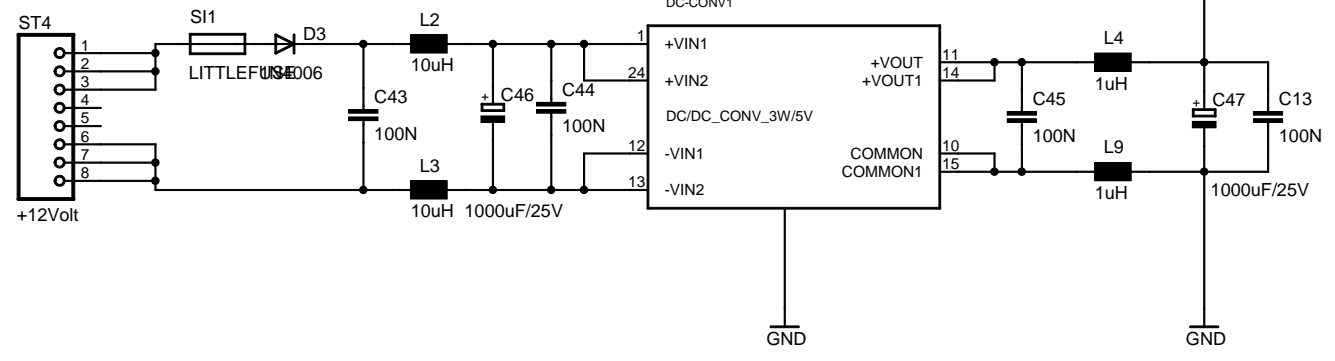 DC-CONV1
ST4
SI1
D3
L2
1
2
3
4
5
6
7
8
LITTLEFUSE
1N4006
10uH
1
+VIN1
24
+VIN2
C43
100N
+
C46
C44
100N
DC/DC_CONV_3W/5V
12
-VIN1
13
-VIN2
L3
10uH
1000uF/25V
+12Volt
+VOUT
11
+VOUT1
14
L4
1uH
C45
100N
+
C47
C13
100N
COMMON
10
COMMON1
15
L9
1uH
1000uF/25V
GND
GND